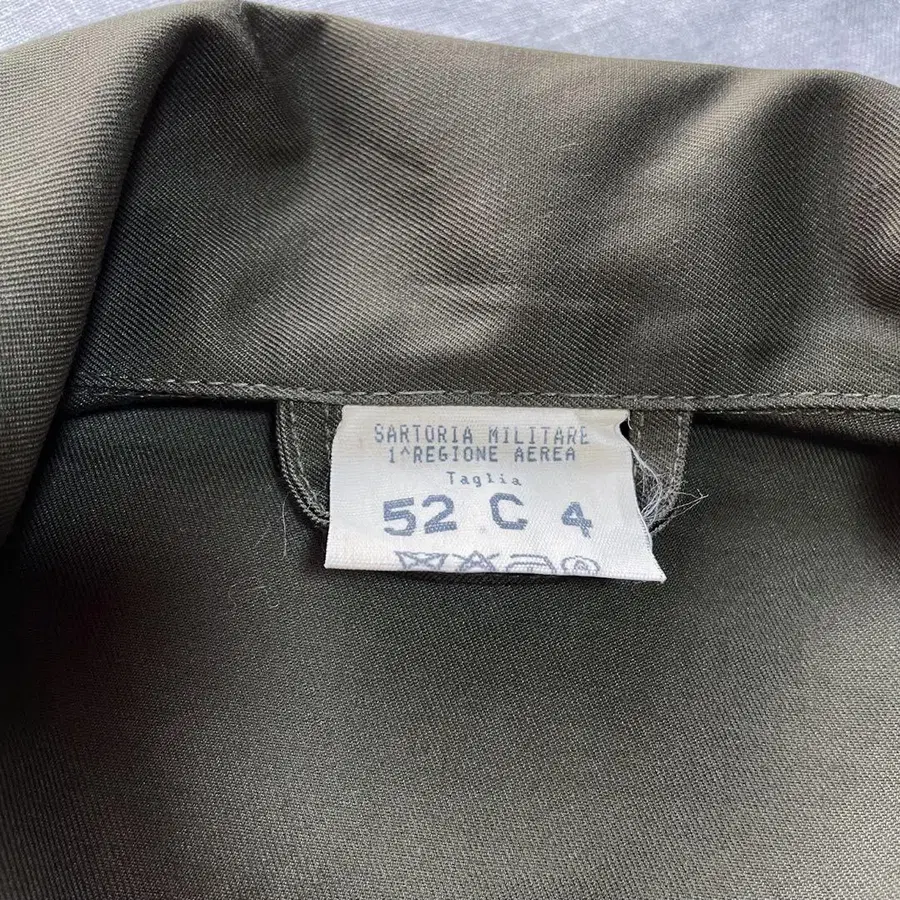 SARTORIA MILITARE
1^REGIONE AEREA
Taglia
52 C 4